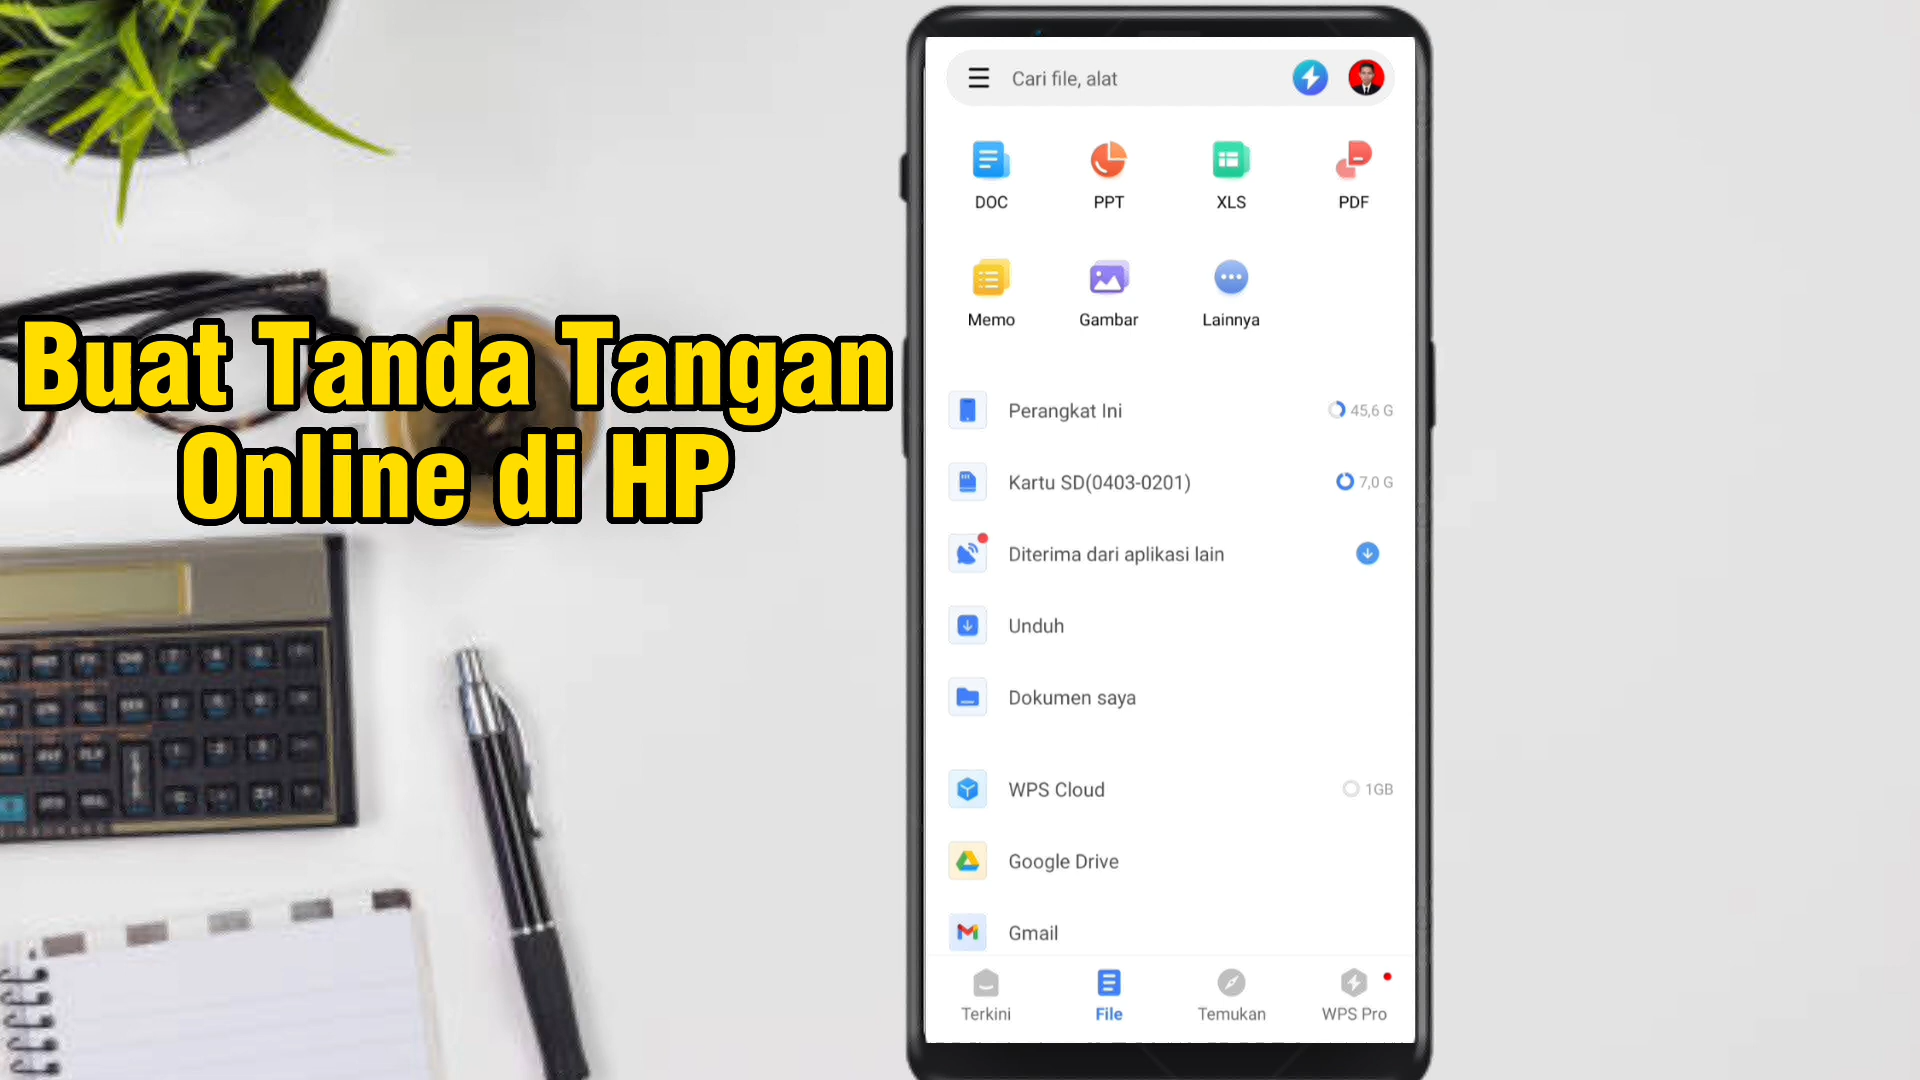 Buat Tanda Tangan
Online di HP
Cari file, alat
DOC PPT XLS PDF
Memo Gambar Lainnya
Perangkat Ini 45,6 G
Kartu SD(0403-0201) 7,0 G
Diterima dari aplikasi lain
Unduh
Dokumen saya
WPS Cloud 1GB
Google Drive
Gmail
Terkini File Temukan WPS Pro